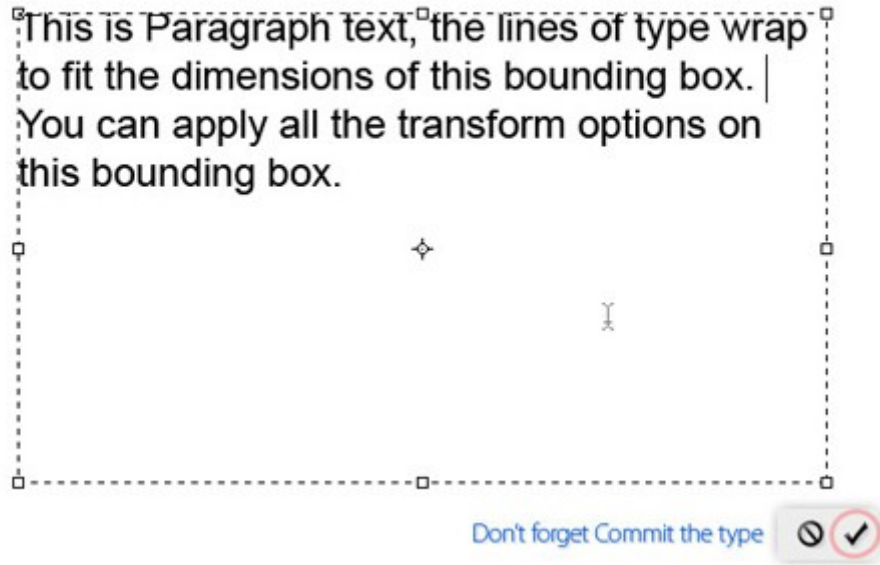 This is Paragraph text, the lines of type wrap
to fit the dimensions of this bounding box.
You can apply all the transform options on
this bounding box.
Don't forget Commit the type